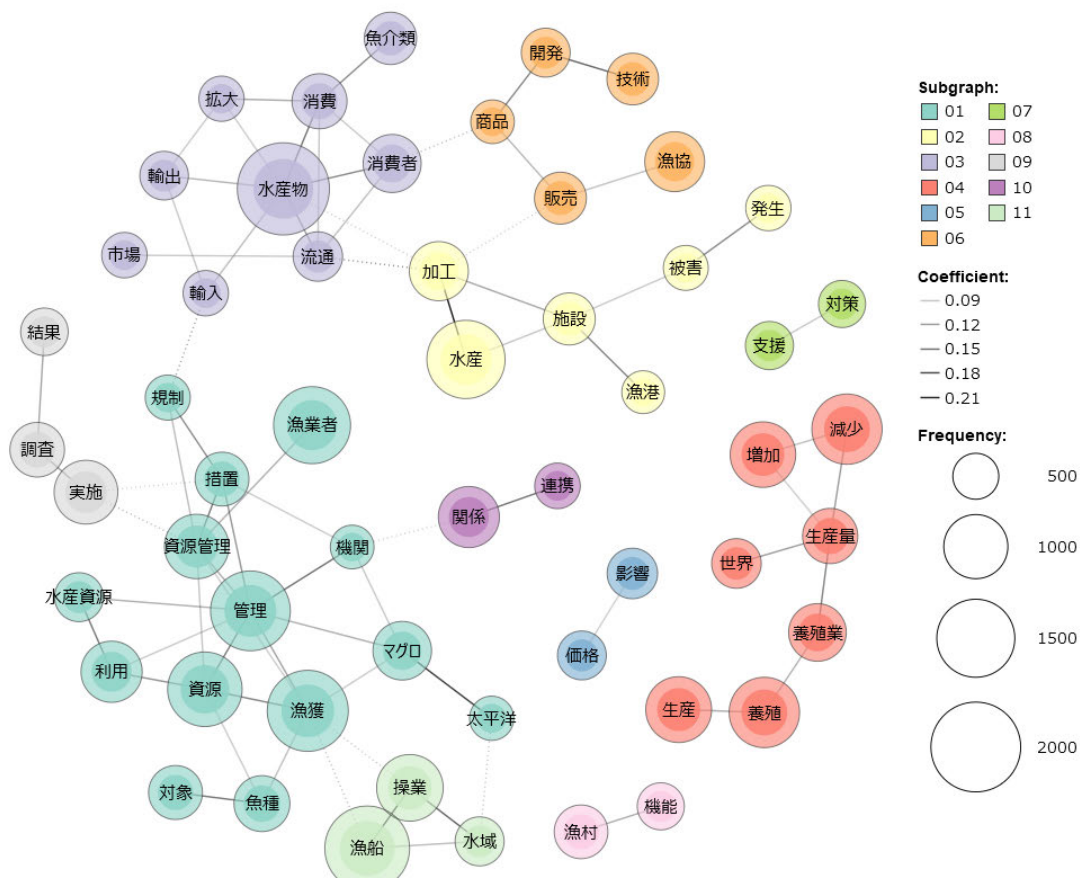 魚介類
開発
技術
拡大
消費
商品
消費者
漁協
輸出
水産物
販売
発生
市場
流通
加工
被害
輸入
施設
対策
結果
水産
支援
漁港
規制
漁業者
減少
調査
増加
措置
実施
連携
関係
資源管理
機関
生産量
世界
影響
水産資源
管理
養殖業
マグロ
価格
利用
資源
漁獲
生産
養殖
太平洋
対象
魚種
操業
機能
漁村
漁船
水域
Subgraph:
01 07
02 08
03 09
04 10
05 11
06
Coefficient:
0.09
0.12
0.15
0.18
0.21
Frequency:
500
1000
1500
2000